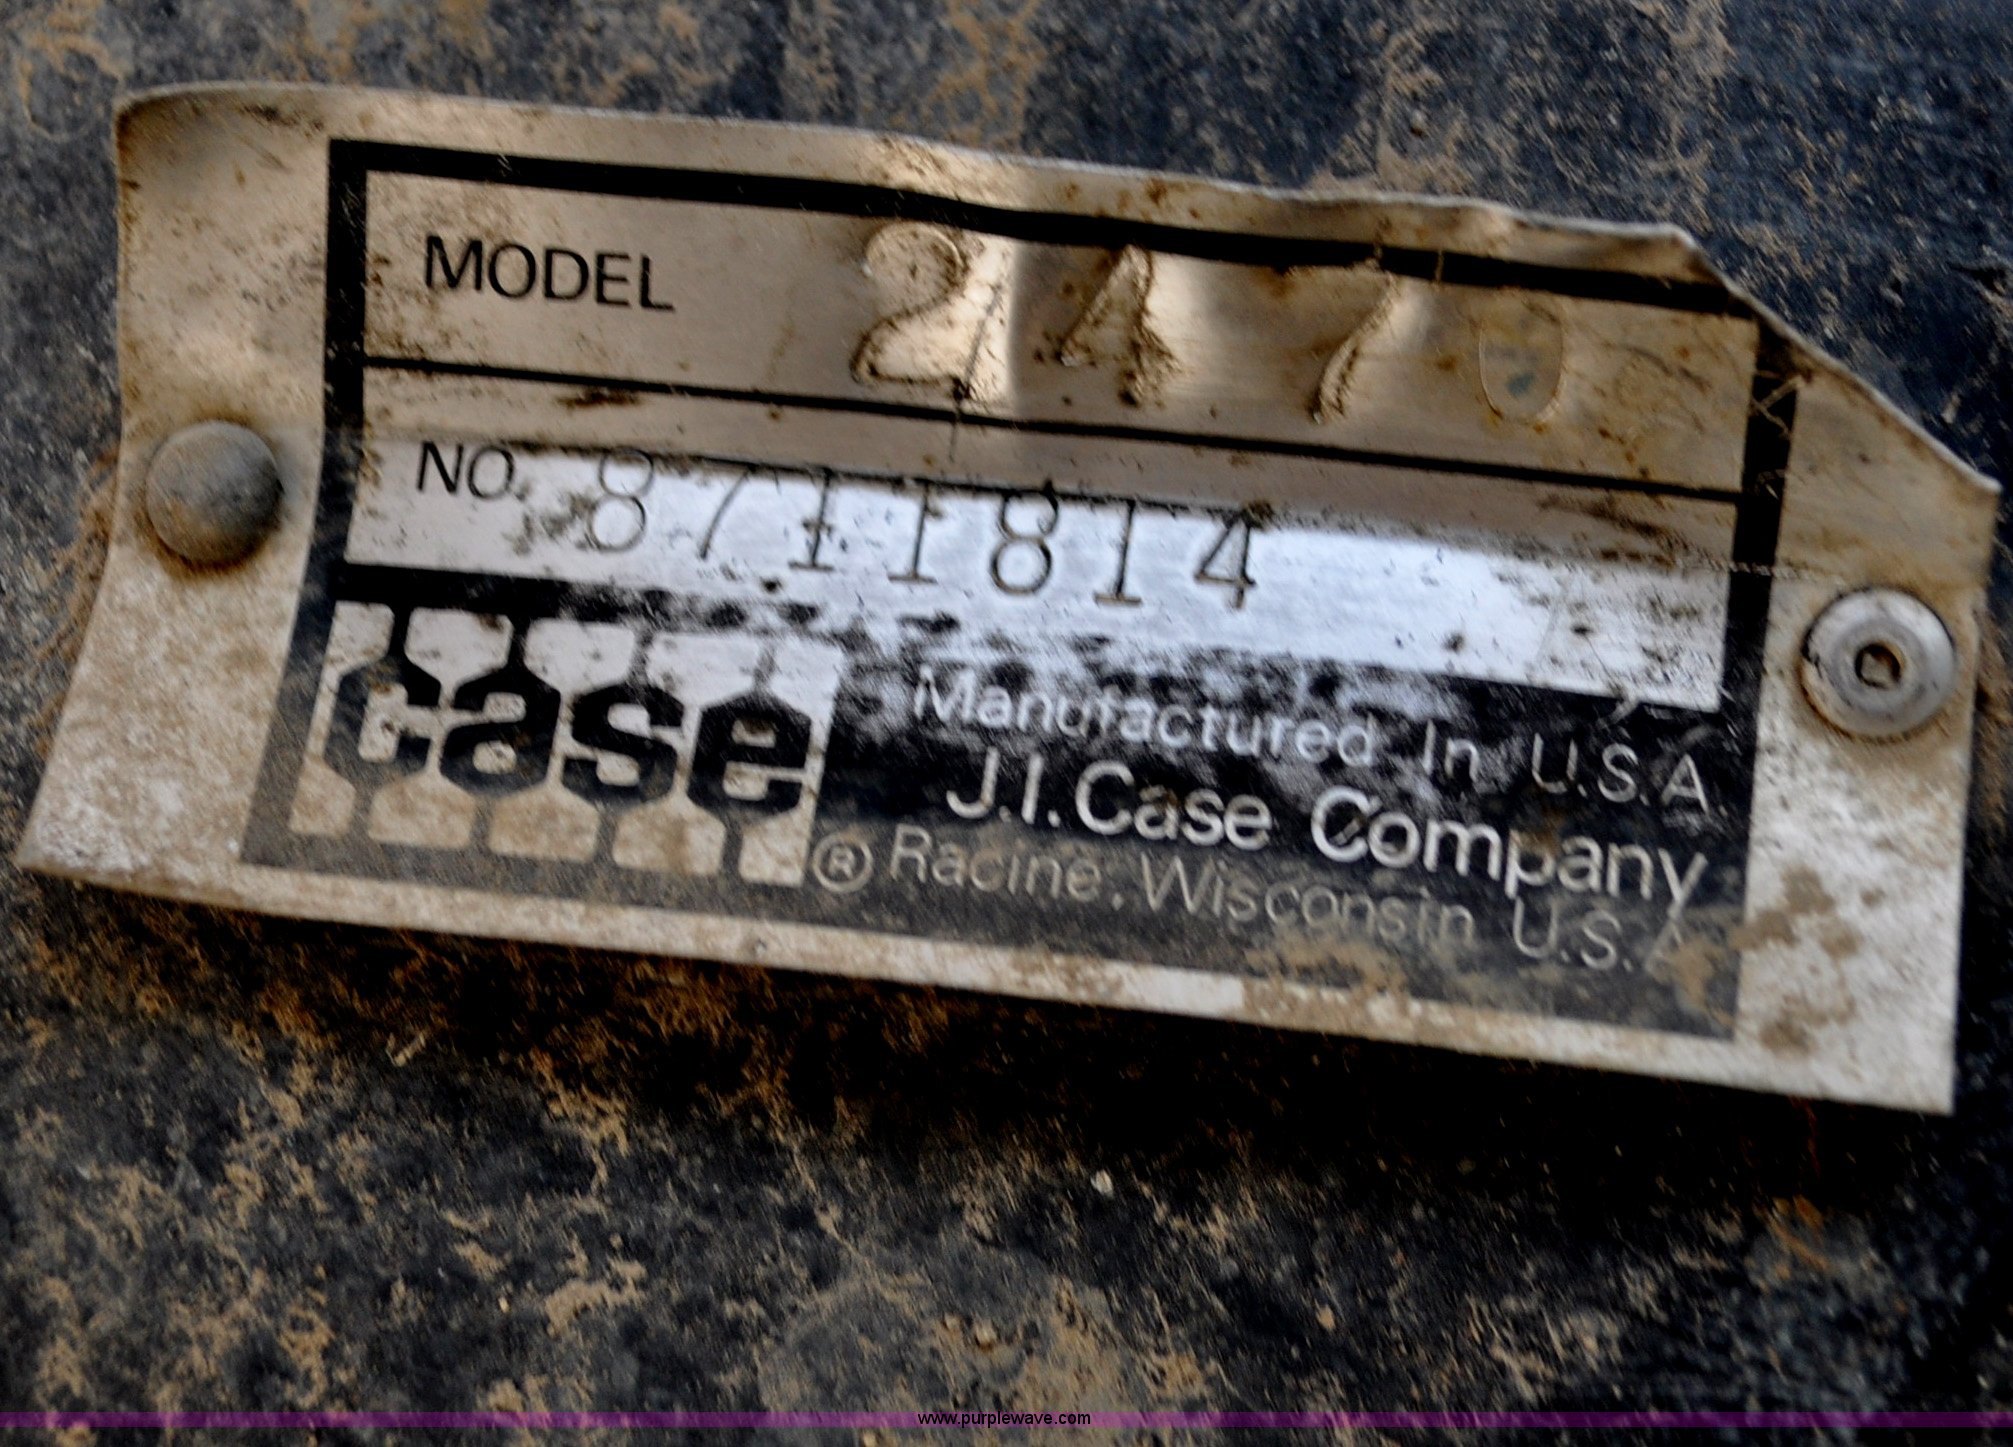 MODEL 2470
NO. 8711814
case
Manufactured In U.S.A.
J.I. Case Company
® Racine, Wisconsin U.S.A
www.purplewave.com